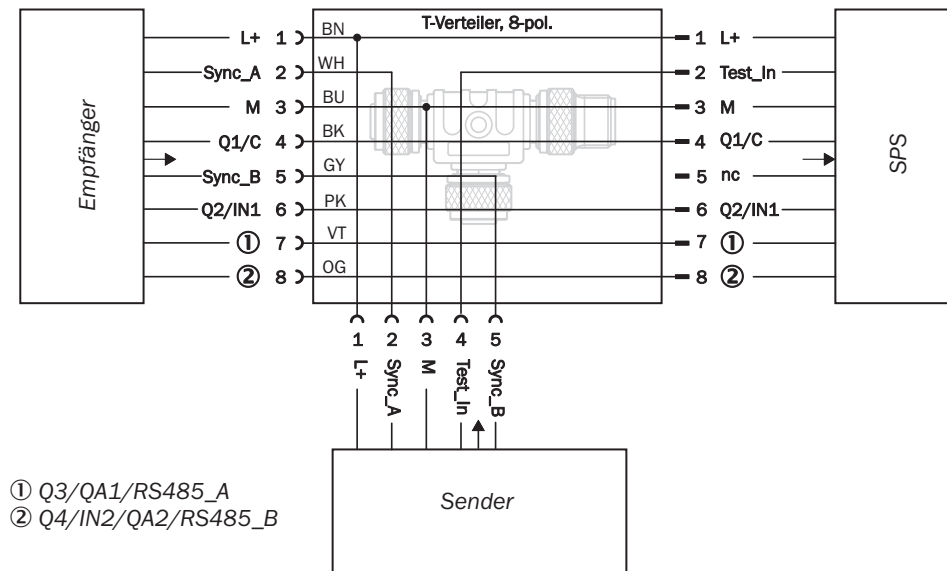 T-Verteiler, 8-pol.
Empfänger
L+ 1 BN 1 L+
Sync_A 2 WH 2 Test_In
M 3 BU 3 M
Q1/C 4 BK 4 Q1/C
Sync_B 5 GY 5 nc
Q2/IN1 6 PK 6 Q2/IN1
① 7 VT 7 ①
② 8 OG 8 ②
SPS
1 2 3 4 5
L+ Sync_A M Test_In Sync_B
Sender
① Q3/QA1/RS485_A
② Q4/IN2/QA2/RS485_B